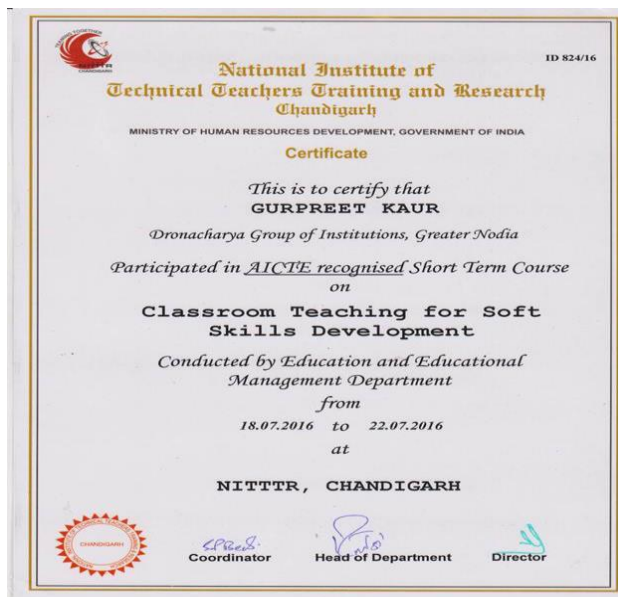 ID 824/16
NITTTR
CHANDIGARH
National Institute of
Technical Teachers Training and Research
Chandigarh
MINISTRY OF HUMAN RESOURCES DEVELOPMENT, GOVERNMENT OF INDIA
Certificate
This is to certify that
GURPREET KAUR
Dronacharya Group of Institutions, Greater Nodia
Participated in AICTE recognised Short Term Course
on
Classroom Teaching for Soft
Skills Development
Conducted by Education and Educational
Management Department
from
18.07.2016 to 22.07.2016
at
NITTTR, CHANDIGARH
CHANDIGARH
Coordinator Head of Department Director